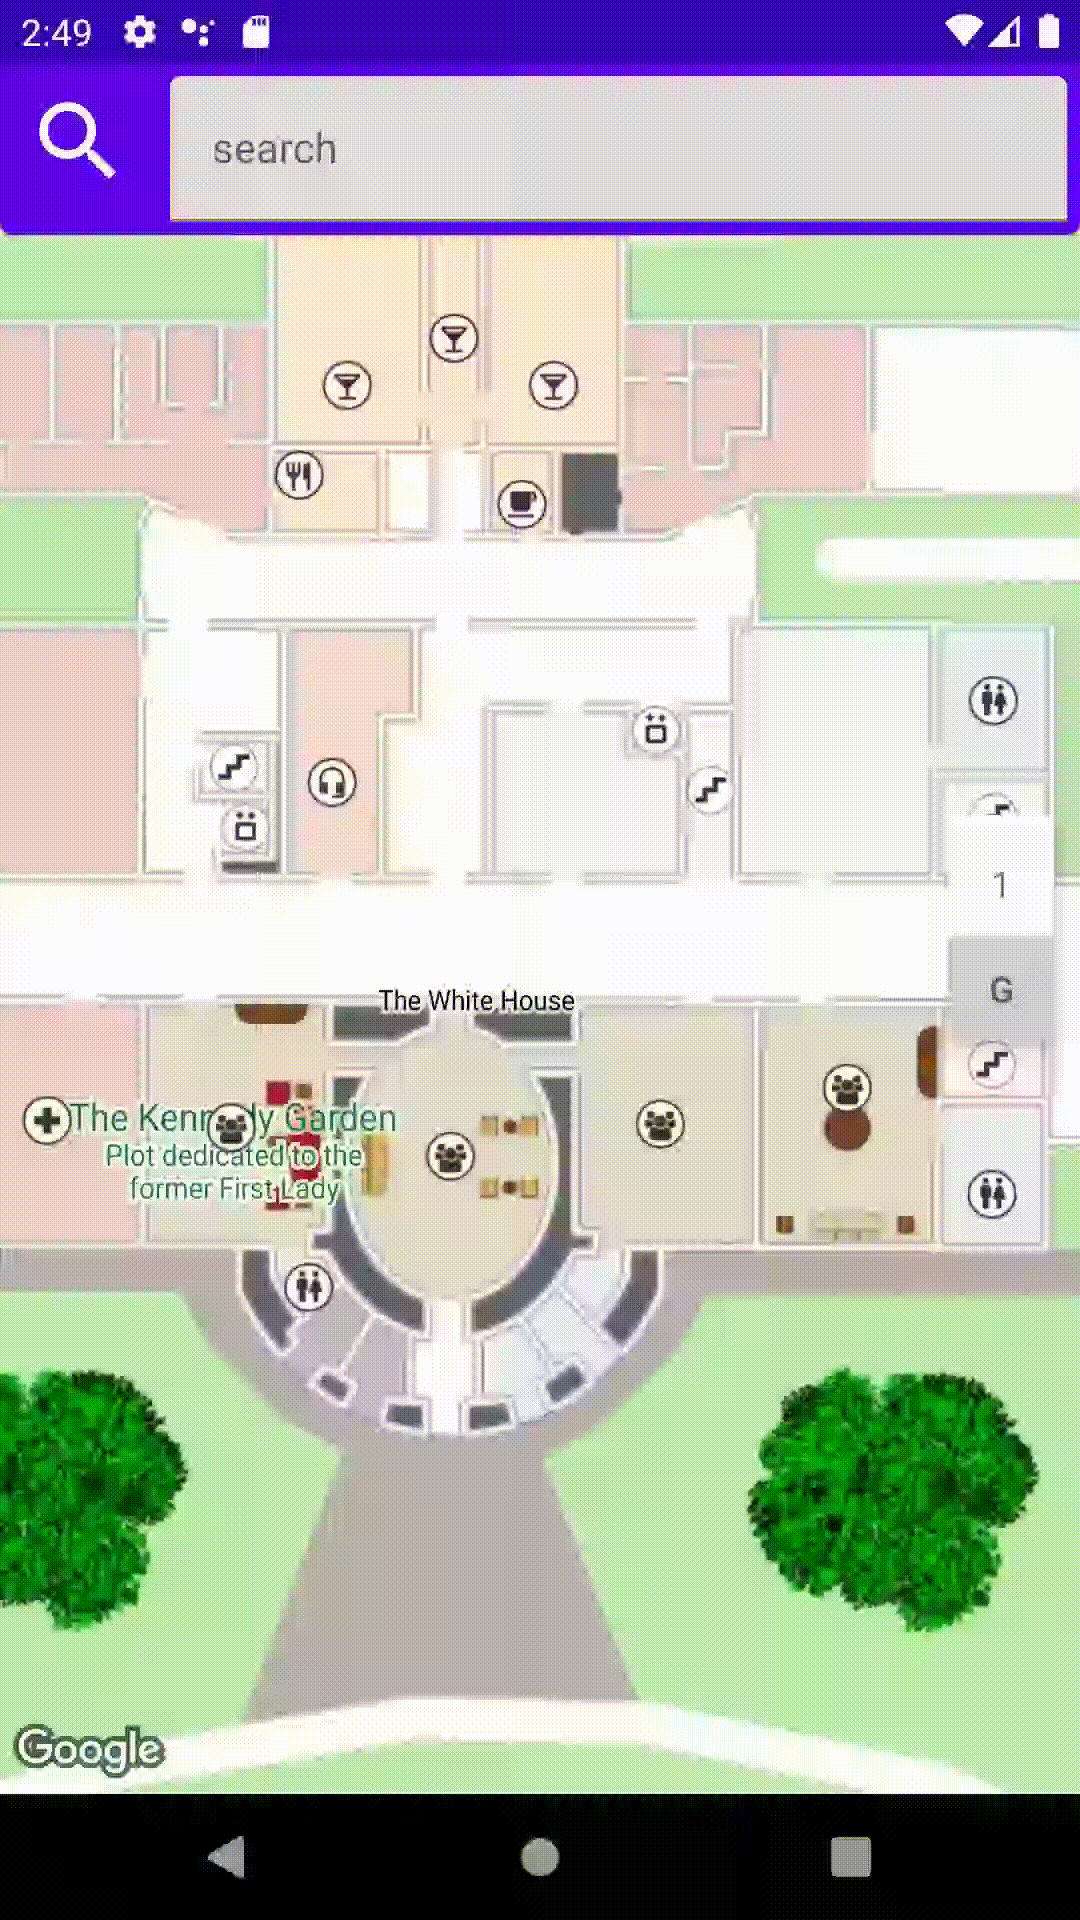 2:49
search
1
The White House
G
The Kennedy Garden
Plot dedicated to the
former First Lady
Google